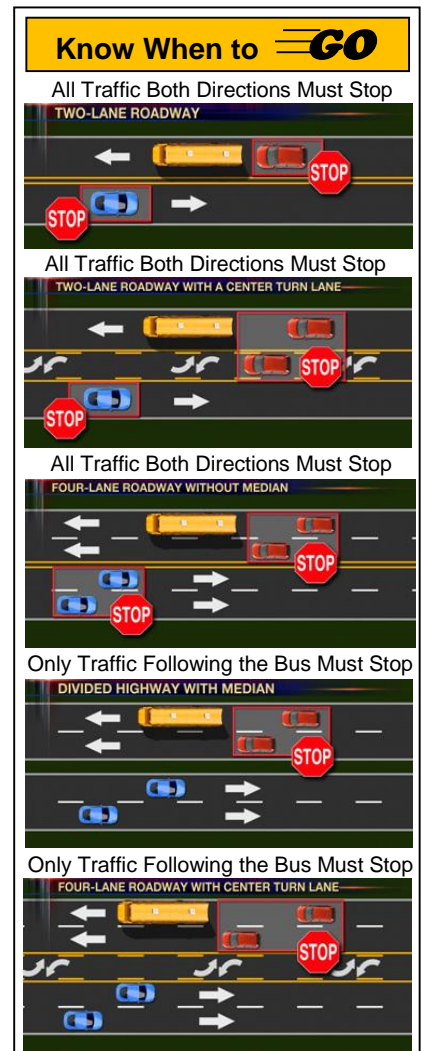 Know When to GO
All Traffic Both Directions Must Stop
TWO-LANE ROADWAY
STOP
STOP
All Traffic Both Directions Must Stop
TWO-LANE ROADWAY WITH A CENTER TURN LANE
STOP
STOP
All Traffic Both Directions Must Stop
FOUR-LANE ROADWAY WITHOUT MEDIAN
STOP
STOP
Only Traffic Following the Bus Must Stop
DIVIDED HIGHWAY WITH MEDIAN
STOP
Only Traffic Following the Bus Must Stop
FOUR-LANE ROADWAY WITH CENTER TURN LANE
STOP